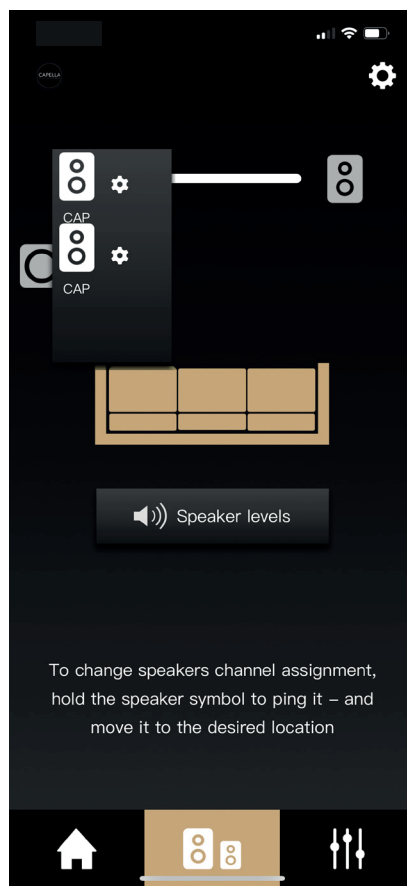 CAPELLA
CAP
CAP
Speaker levels
To change speakers channel assignment,
hold the speaker symbol to ping it – and
move it to the desired location